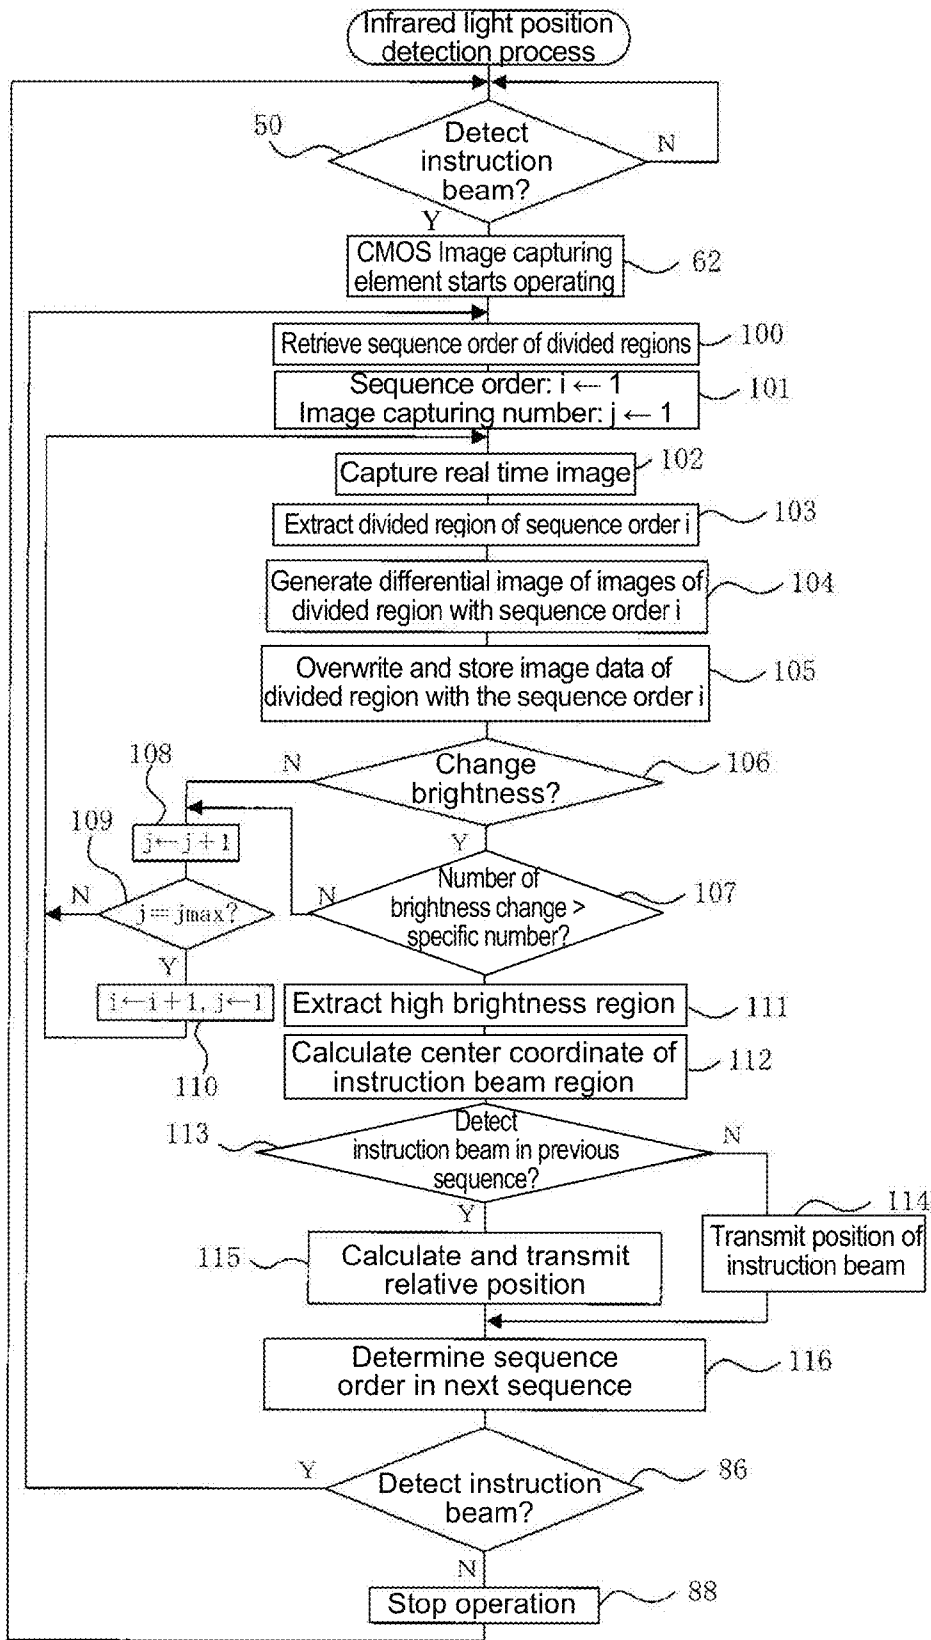 Infrared light position
detection process
50
Detect
instruction
beam?
N
Y
CMOS Image capturing
element starts operating
62
Retrieve sequence order of divided regions
100
Sequence order: i ← 1
Image capturing number: j ← 1
101
Capture real time image
102
Extract divided region of sequence order i
103
Generate differential image of images of
divided region with sequence order i
104
Overwrite and store image data of
divided region with the sequence order i
105
Change
brightness?
106
N
Y
108
j←j+1
109
j=jmax?
N
Y
i←i+1, j←1
110
Number of
brightness change >
specific number?
107
N
Extract high brightness region
111
Calculate center coordinate of
instruction beam region
112
113
Detect
instruction beam in previous
sequence?
N
Y
114
Transmit position of
instruction beam
115
Calculate and transmit
relative position
Determine sequence
order in next sequence
116
Y
Detect instruction
beam?
86
N
Stop operation
88